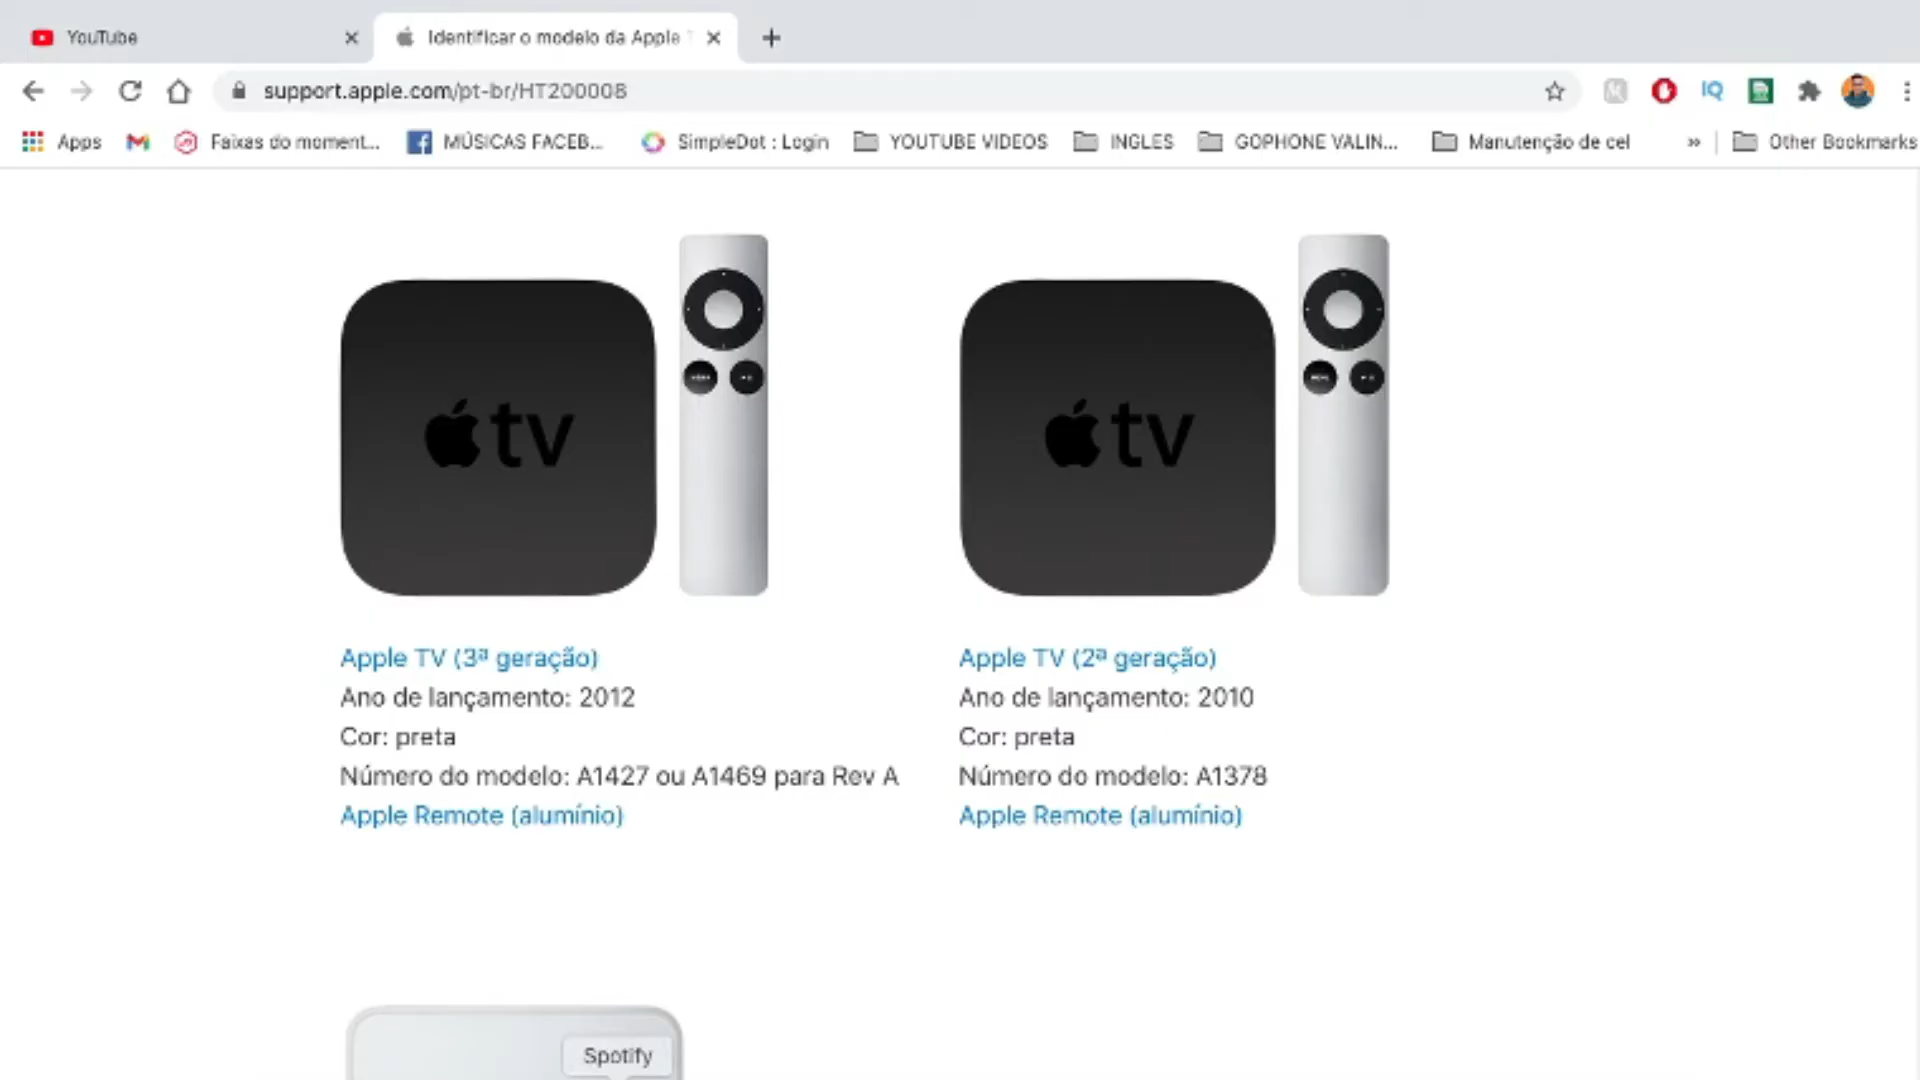 YouTube
Identificar o modelo da Apple T
support.apple.com/pt-br/HT200008
IQ
Apps
Faixas do moment...
MÚSICAS FACEB...
SimpleDot : Login
YOUTUBE VIDEOS
INGLES
GOPHONE VALIN...
Manutenção de cel
»
Other Bookmarks
tv
tv
Apple TV (3ª geração)
Ano de lançamento: 2012
Cor: preta
Número do modelo: A1427 ou A1469 para Rev A
Apple Remote (alumínio)
Apple TV (2ª geração)
Ano de lançamento: 2010
Cor: preta
Número do modelo: A1378
Apple Remote (alumínio)
Spotify